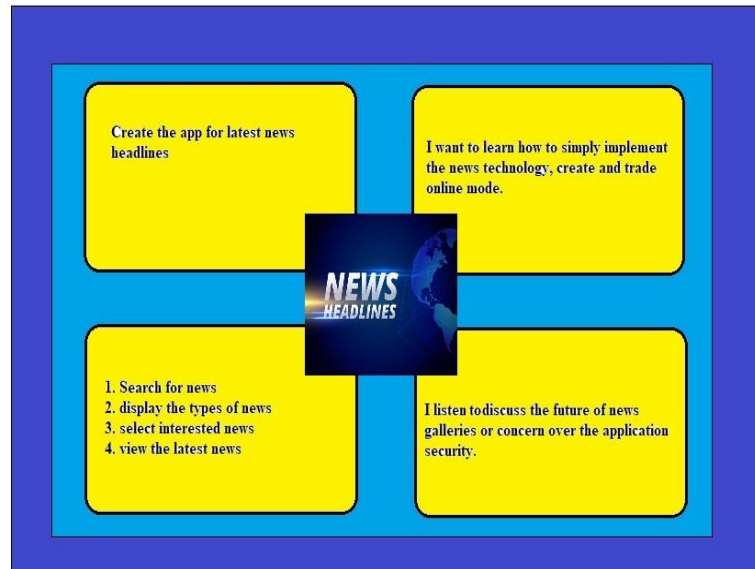 Create the app for latest news
headlines
I want to learn how to simply implement
the news technology, create and trade
online mode.
NEWS
HEADLINES
1. Search for news
2. display the types of news
3. select interested news
4. view the latest news
I listen todiscuss the future of news
galleries or concern over the application
security.